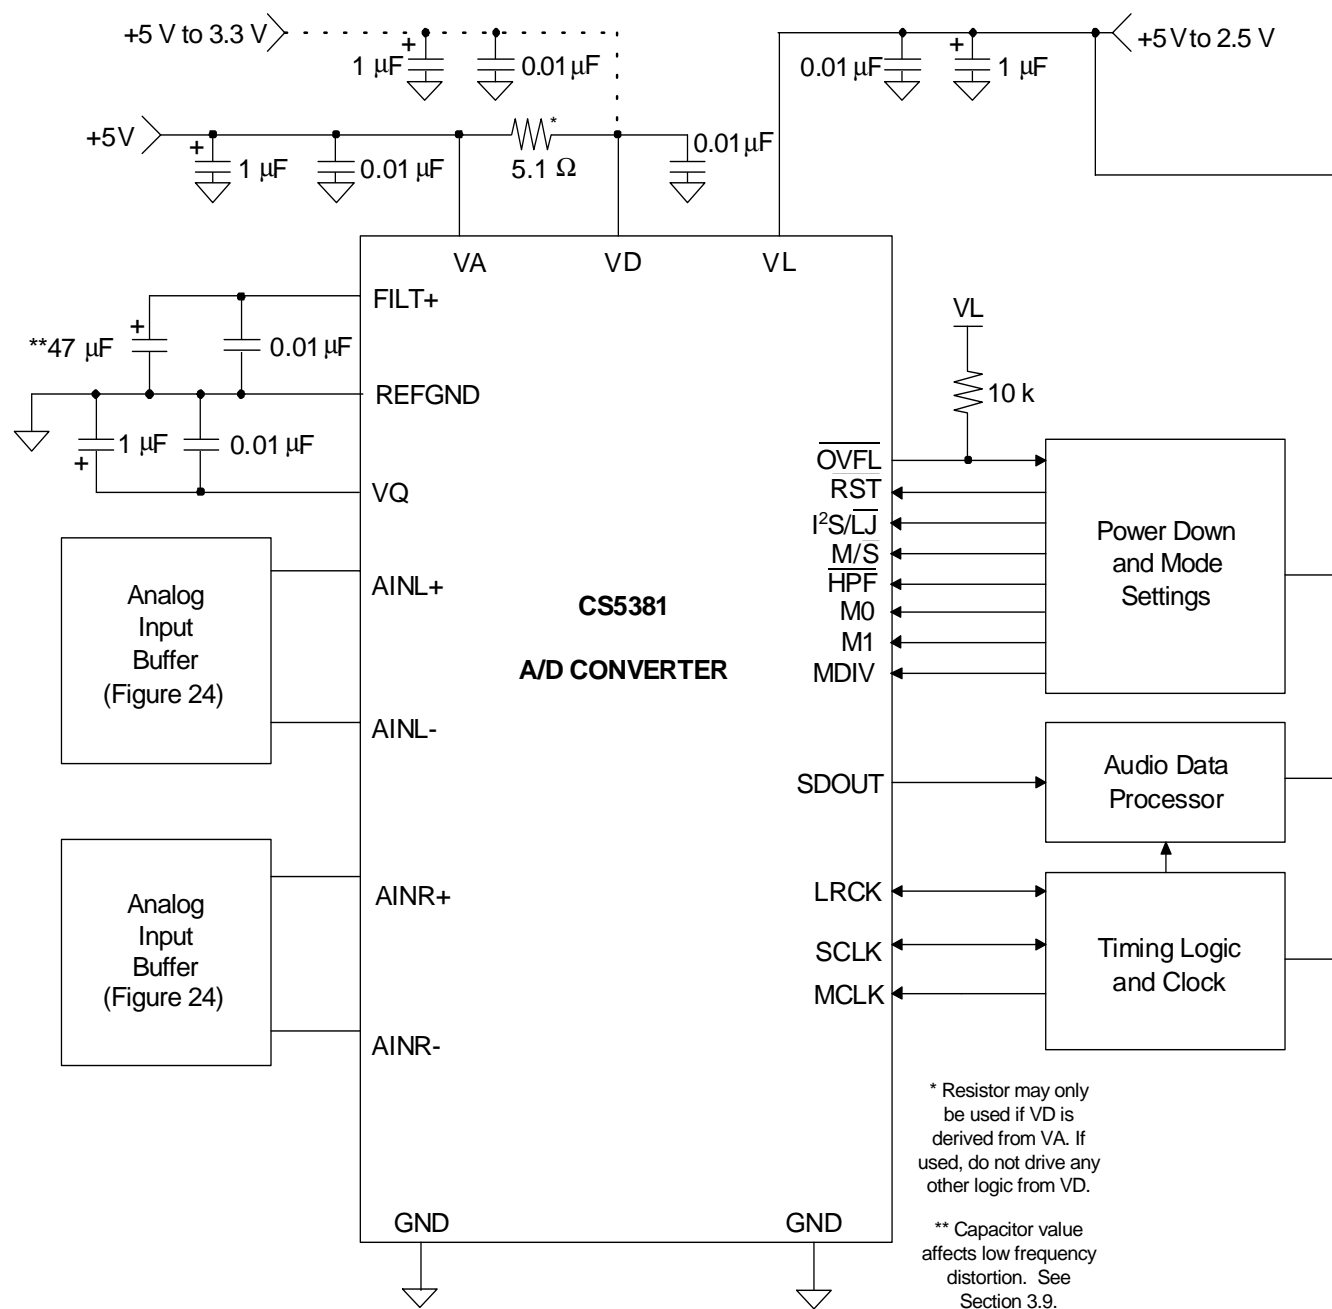 +5 V to 3.3 V
+
1 µF
0.01 µF
0.01 µF
+
1 µF
+5 V to 2.5 V
+5 V
+
1 µF
0.01 µF
*
5.1 Ω
0.01 µF
VA
VD
VL
FILT+
+
**47 µF
0.01 µF
REFGND
1 µF
+
0.01 µF
VQ
VL
10 k
OVFL
RST
I²S/LJ
M/S
HPF
M0
M1
MDIV
Power Down
and Mode
Settings
Analog
Input
Buffer
(Figure 24)
AINL+
AINL-
CS5381
A/D CONVERTER
SDOUT
Audio Data
Processor
Analog
Input
Buffer
(Figure 24)
AINR+
AINR-
LRCK
SCLK
MCLK
Timing Logic
and Clock
* Resistor may only
be used if VD is
derived from VA. If
used, do not drive any
other logic from VD.
GND
GND
** Capacitor value
affects low frequency
distortion. See
Section 3.9.